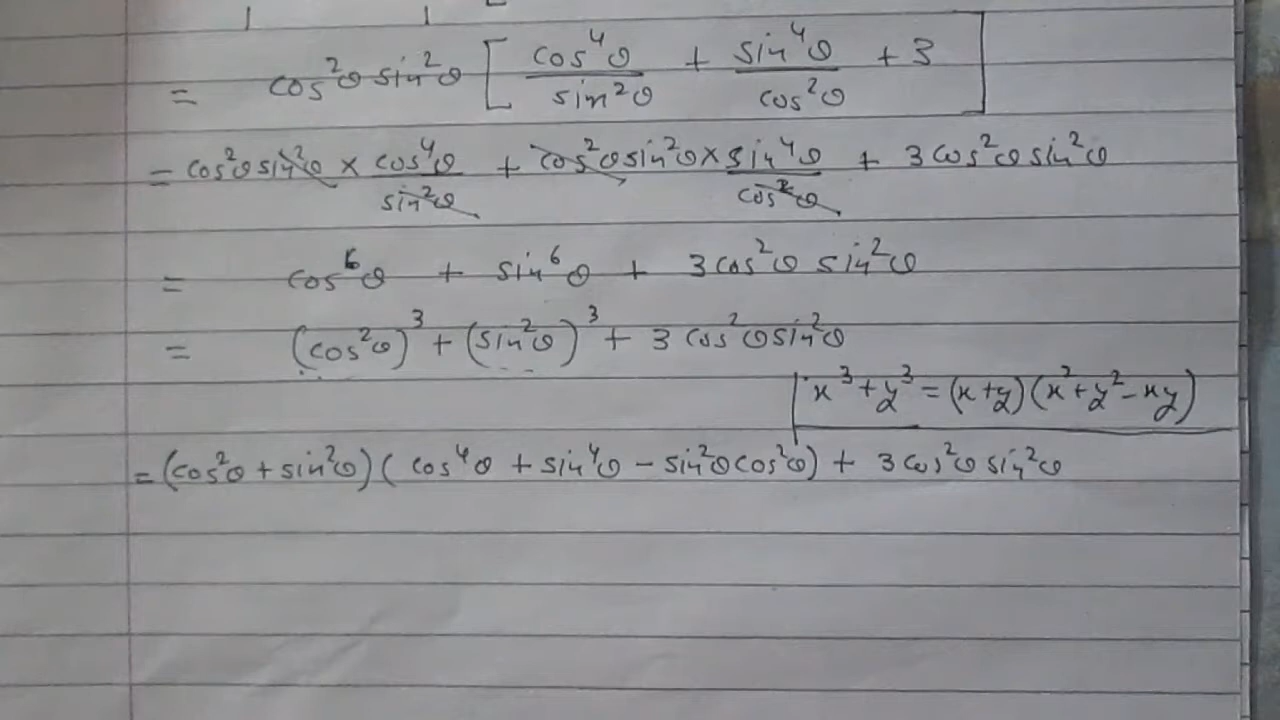 = cos²θ sin²θ [ cos⁴θ/sin²θ + sin⁴θ/cos²θ + 3 ]
= cos²θ sin²θ × cos⁴θ/sin²θ + cos²θ sin²θ × sin⁴θ/cos²θ + 3 cos²θ sin²θ
= cos⁶θ + sin⁶θ + 3cos²θ sin²θ
= (cos²θ)³ + (sin²θ)³ + 3 cos²θ sin²θ
x³ + y³ = (x+y)(x²+y²-xy)
= (cos²θ + sin²θ)(cos⁴θ + sin⁴θ - sin²θ cos²θ) + 3 cos²θ sin²θ